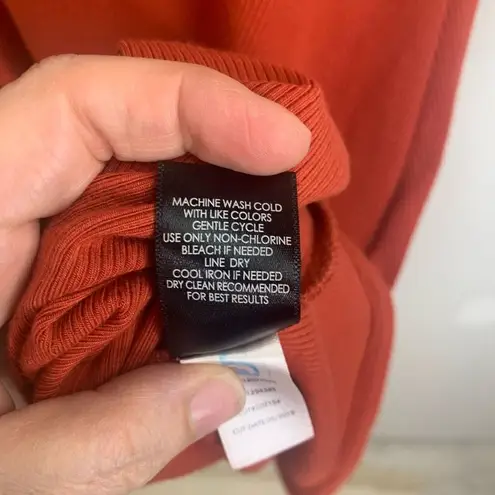 MACHINE WASH COLD
WITH LIKE COLORS
GENTLE CYCLE
USE ONLY NON-CHLORINE
BLEACH IF NEEDED
LINE DRY
COOL IRON IF NEEDED
DRY CLEAN RECOMMENDED
FOR BEST RESULTS